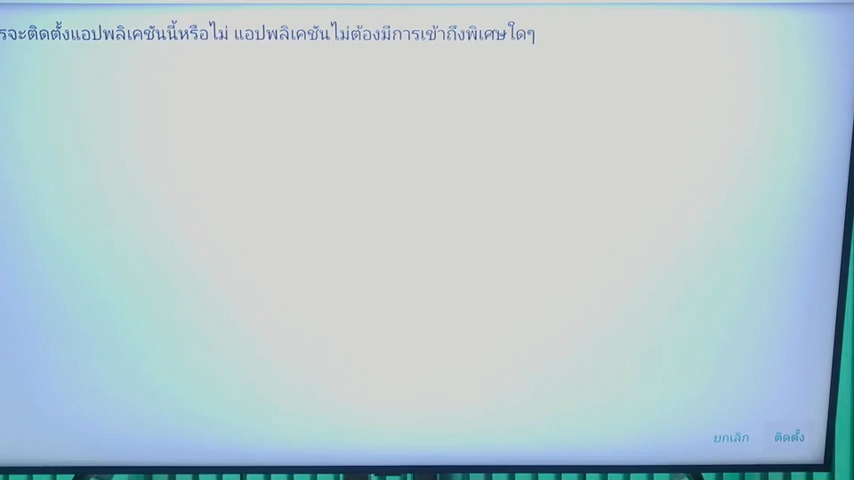 รจะติดตั้งแอปพลิเคชันนี้หรือไม่ แอปพลิเคชันไม่ต้องมีการเข้าถึงพิเศษใดๆ
ยกเลิก ติดตั้ง